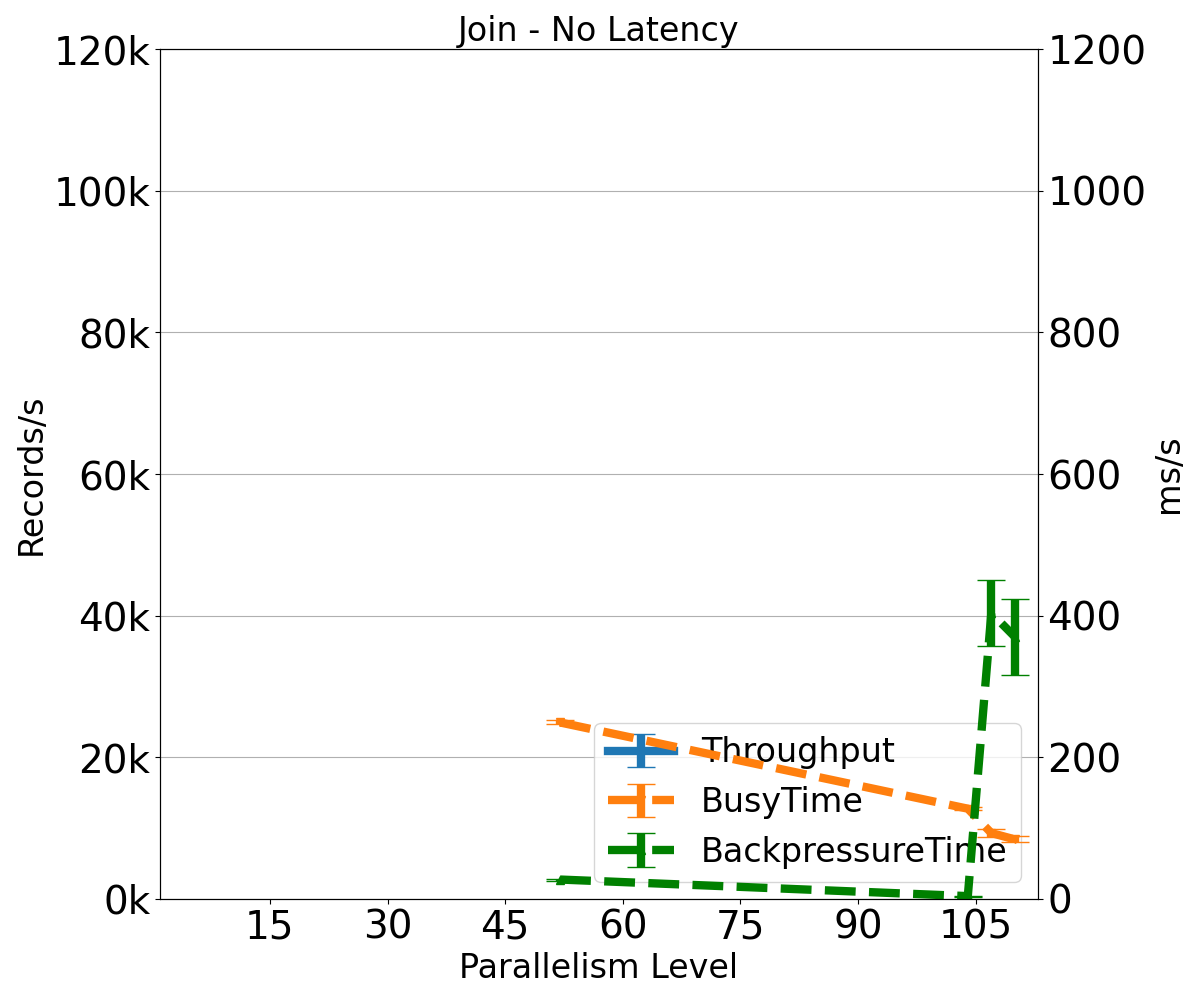 Join - No Latency
120k
100k
80k
60k
40k
20k
0k
Records/s
1200
1000
800
600
400
200
0
ms/s
Throughput
BusyTime
BackpressureTime
15 30 45 60 75 90 105
Parallelism Level